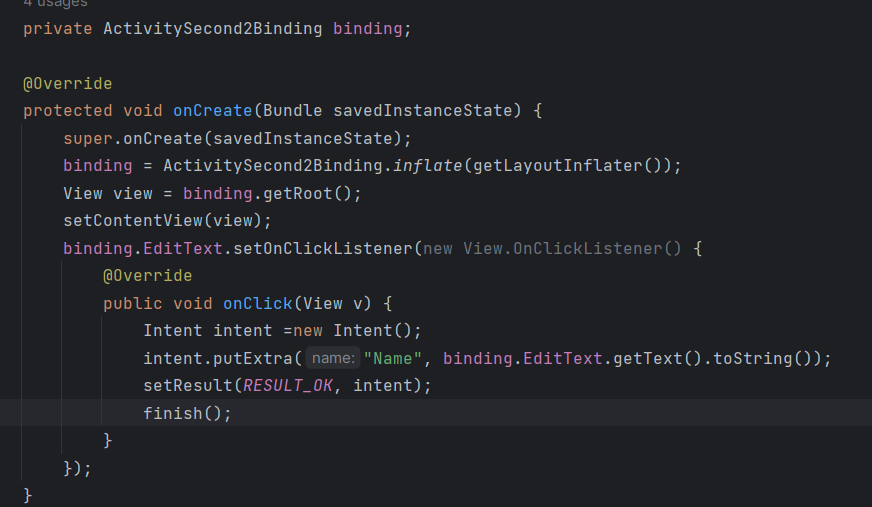 4 usages
private ActivitySecond2Binding binding;
@Override
protected void onCreate(Bundle savedInstanceState) {
super.onCreate(savedInstanceState);
binding = ActivitySecond2Binding.inflate(getLayoutInflater());
View view = binding.getRoot();
setContentView(view);
binding.EditText.setOnClickListener(new View.OnClickListener() {
@Override
public void onClick(View v) {
Intent intent =new Intent();
intent.putExtra( name: "Name", binding.EditText.getText().toString());
setResult(RESULT_OK, intent);
finish();
}
});
}